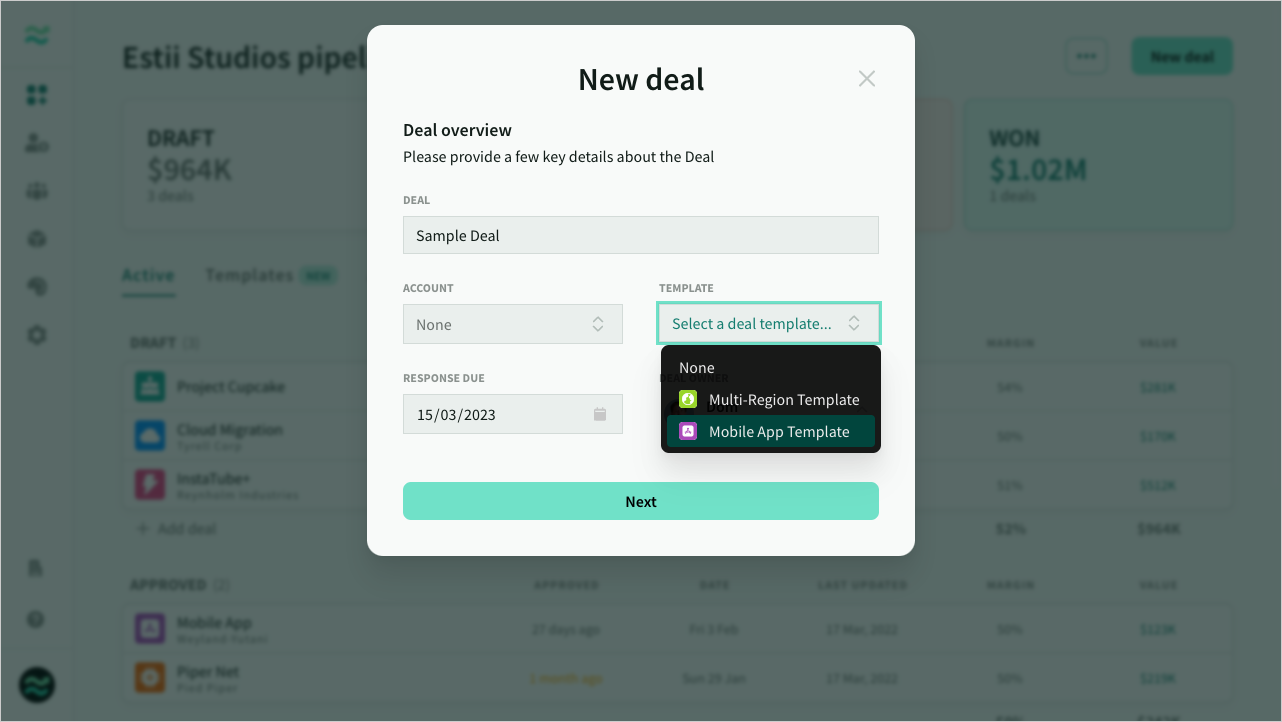 Estii Studios pipel
New deal
DRAFT
$964K
3 deals
WON
$1.02M
1 deals
Active
Templates
NEW
New deal
Deal overview
Please provide a few key details about the Deal
DEAL
Sample Deal
ACCOUNT
TEMPLATE
None
Select a deal template...
None
Multi-Region Template
Mobile App Template
RESPONSE DUE
DEAL OWNER
15/03/2023
Dom
Next
DRAFT (3)
MARGIN
VALUE
Project Cupcake
54%
$281K
Cloud Migration
Tyrell Corp
50%
$170K
InstaTube+
Reynholm Industries
51%
$512K
+ Add deal
52%
$964K
APPROVED (2)
APPROVED
DATE
LAST UPDATED
MARGIN
VALUE
Mobile App
Weyland-Yutani
27 days ago
Fri 3 Feb
17 Mar, 2022
50%
$123K
Piper Net
Pied Piper
1 month ago
Sun 29 Jan
17 Mar, 2022
50%
$219K